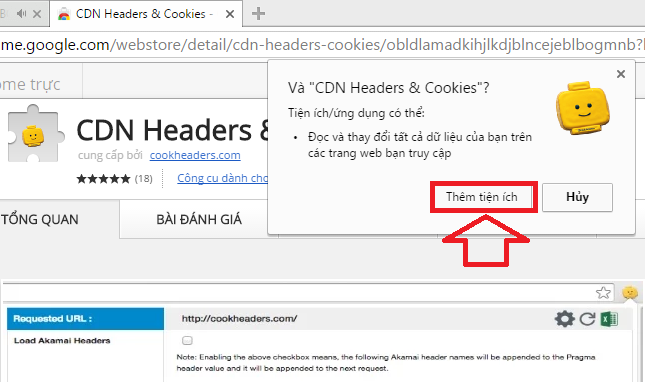 CDN Headers & Cookies -
me.google.com/webstore/detail/cdn-headers-cookies/obldlamadkihjlkdjblncejeblbogmnb?
ome trực
CDN Headers &
cung cấp bởi cookheaders.com
(18) Công cụ dành cho
TỔNG QUAN
BÀI ĐÁNH GIÁ
Và "CDN Headers & Cookies"?
Tiện ích/ứng dụng có thể:
• Đọc và thay đổi tất cả dữ liệu của bạn trên
các trang web bạn truy cập
Thêm tiện ích
Hủy
Requested URL :
http://cookheaders.com/
Load Akamai Headers
Note: Enabling the above checkbox means, the following Akamai header names will be appended to the Pragma
header value and it will be appended to the next request.